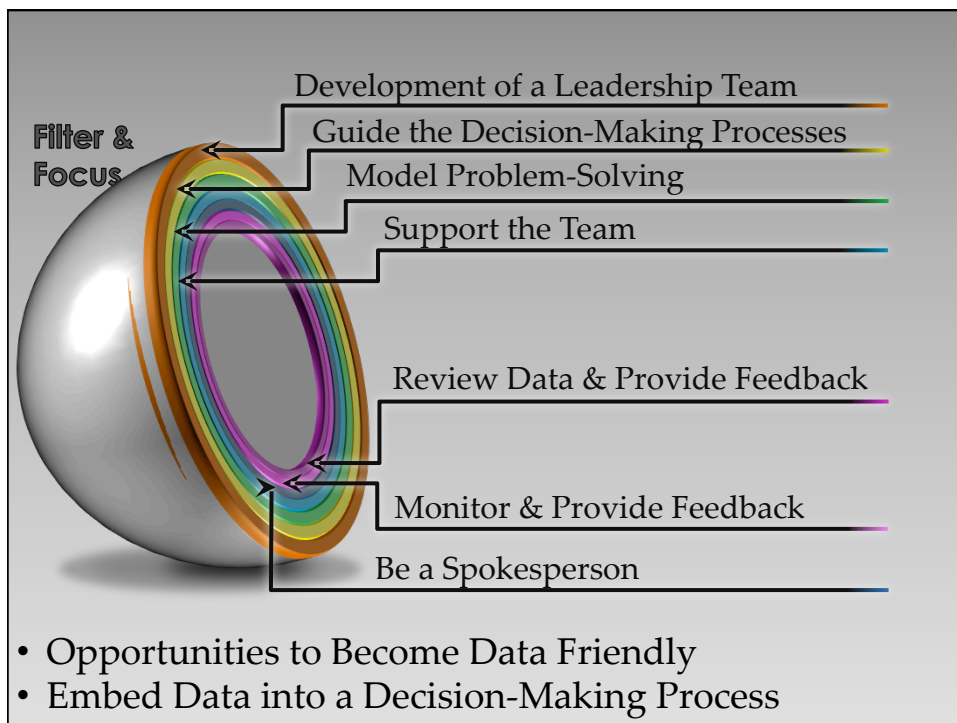 Filter &
Focus
Development of a Leadership Team
Guide the Decision-Making Processes
Model Problem-Solving
Support the Team
Review Data & Provide Feedback
Monitor & Provide Feedback
Be a Spokesperson
• Opportunities to Become Data Friendly
• Embed Data into a Decision-Making Process